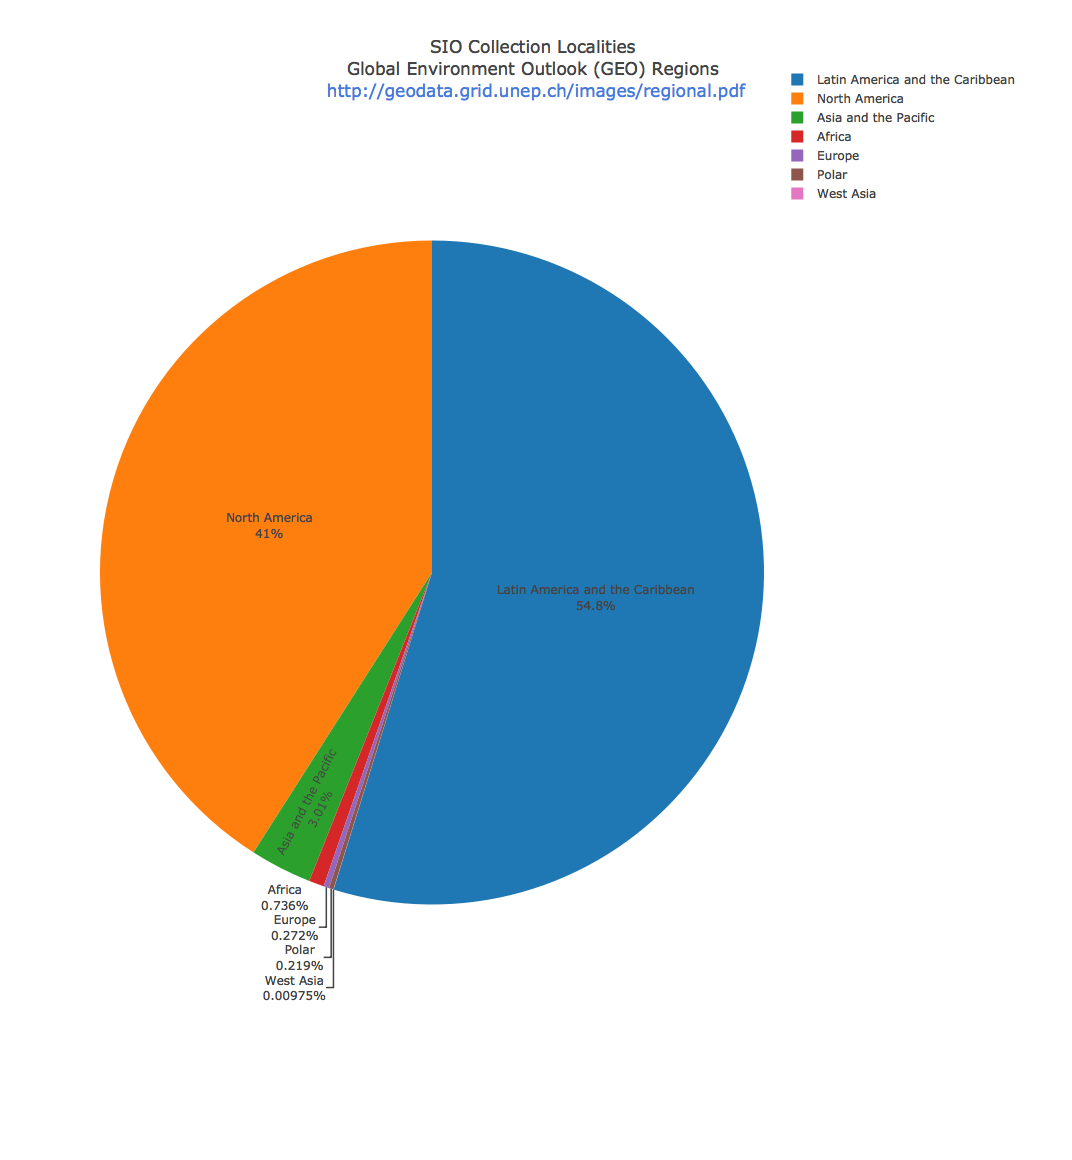 SIO Collection Localities
Global Environment Outlook (GEO) Regions
http://geodata.grid.unep.ch/images/regional.pdf
Latin America and the Caribbean
North America
Asia and the Pacific
Africa
Europe
Polar
West Asia
North America
41%
Latin America and the Caribbean
54.8%
Asia and the Pacific
3.01%
Africa
0.736%
Europe
0.272%
Polar
0.219%
West Asia
0.00975%